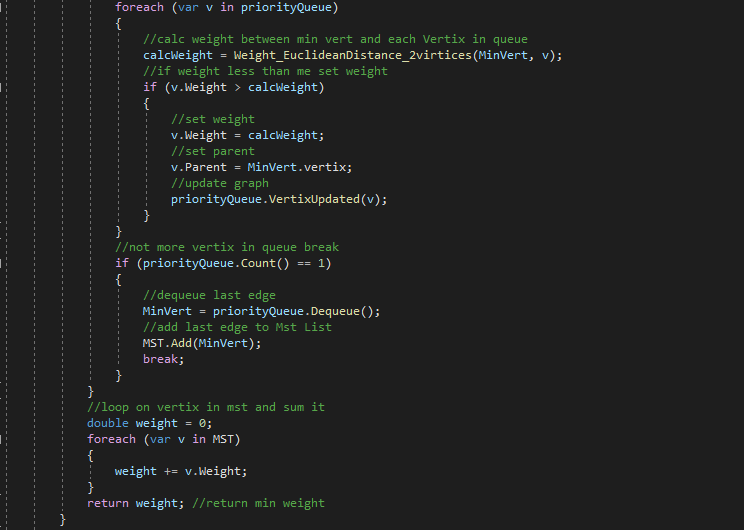 foreach (var v in priorityQueue)
{
//calc weight between min vert and each Vertix in queue
calcWeight = Weight_EuclideanDistance_2virtices(MinVert, v);
//if weight less than me set weight
if (v.Weight > calcWeight)
{
//set weight
v.Weight = calcWeight;
//set parent
v.Parent = MinVert.vertix;
//update graph
priorityQueue.VertixUpdated(v);
}
}
//not more vertix in queue break
if (priorityQueue.Count() == 1)
{
//dequeue last edge
MinVert = priorityQueue.Dequeue();
//add last edge to Mst List
MST.Add(MinVert);
break;
}
}
//loop on vertix in mst and sum it
double weight = 0;
foreach (var v in MST)
{
weight += v.Weight;
}
return weight; //return min weight
}